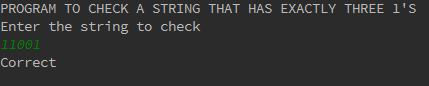 PROGRAM TO CHECK A STRING THAT HAS EXACTLY THREE 1'S
Enter the string to check
11001
Correct